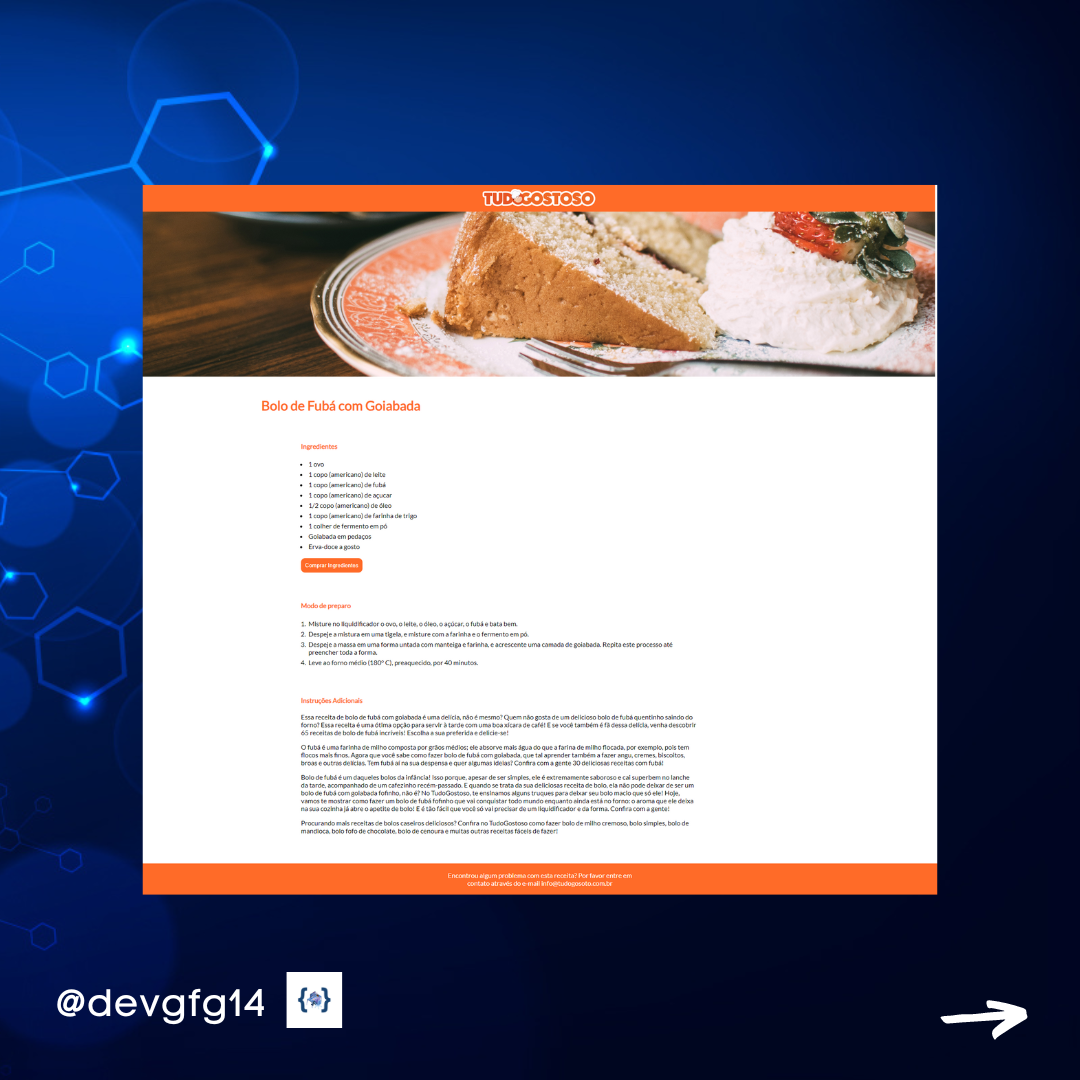 TUDOGOSTOSO
Bolo de Fubá com Goiabada
Ingredientes
1 ovo
1 copo (americano) de leite
1 copo (americano) de fubá
1 copo (americano) de açucar
1/2 copo (americano) de óleo
1 copo (americano) de farinha de trigo
1 colher de fermento em pó
Goiabada em pedaços
Erva-doce a gosto
Comprar Ingredientes
Modo de preparo
1. Misture no liquidificador o ovo, o leite, o óleo, o açúcar, o fubá e bata bem.
2. Despeje a mistura em uma tigela, e misture com a farinha e o fermento em pó.
3. Despeje a massa em uma forma untada com manteiga e farinha, e acrescente uma camada de goiabada. Repita este processo até
preencher toda a forma.
4. Leve ao forno médio (180° C), preaquecido, por 40 minutos.
Instruções Adicionais
Essa receita de bolo de fubá com goiabada é uma delícia, não é mesmo? Quem não gosta de um delicioso bolo de fubá quentinho saindo do
forno? Essa receita é uma ótima opção para servir à tarde com uma boa xícara de café! E se você também é fã dessa delícia, venha descobrir
65 receitas de bolo de fubá incríveis! Escolha a sua preferida e delicie-se!
O fubá é uma farinha de milho composta por grãos médios; ele absorve mais água do que a farina de milho flocada, por exemplo, pois tem
flocos mais finos. Agora que você sabe como fazer bolo de fubá com goiabada, que tal aprender também a fazer angu, cremes, biscoitos,
broas e outras delícias. Tem fubá aí na sua despensa e quer algumas ideias? Confira com a gente 30 deliciosas receitas com fubá!
Bolo de fubá é um daqueles bolos da infância! Isso porque, apesar de ser simples, ele é extremamente saboroso e cai superbem no lanche
da tarde, acompanhado de um cafezinho recém-passado. E quando se trata da sua deliciosas receita de bolo, ela não pode deixar de ser um
bolo de fubá com golabada fofinho, não é? No TudoGostoso, te ensinamos alguns truques para deixar seu bolo macio que só ele! Hoje,
vamos te mostrar como fazer um bolo de fubá fofinho que vai conquistar todo mundo enquanto ainda está no forno: o aroma que ele deixa
na sua cozinha já abre o apetite de bolo! E é tão fácil que você só vai precisar de um liquidificador e da forma. Confira com a gente!
Procurando mais receitas de bolos caseiros deliciosos? Confira no TudoGostoso como fazer bolo de milho cremoso, bolo simples, bolo de
mandioca, bolo fofo de chocolate, bolo de cenoura e muitas outras receitas fáceis de fazer!
Encontrou algum problema com esta receita? Por favor entre em
contato através do e-mail info@tudogosoto.com.br
@devgfg14 {}